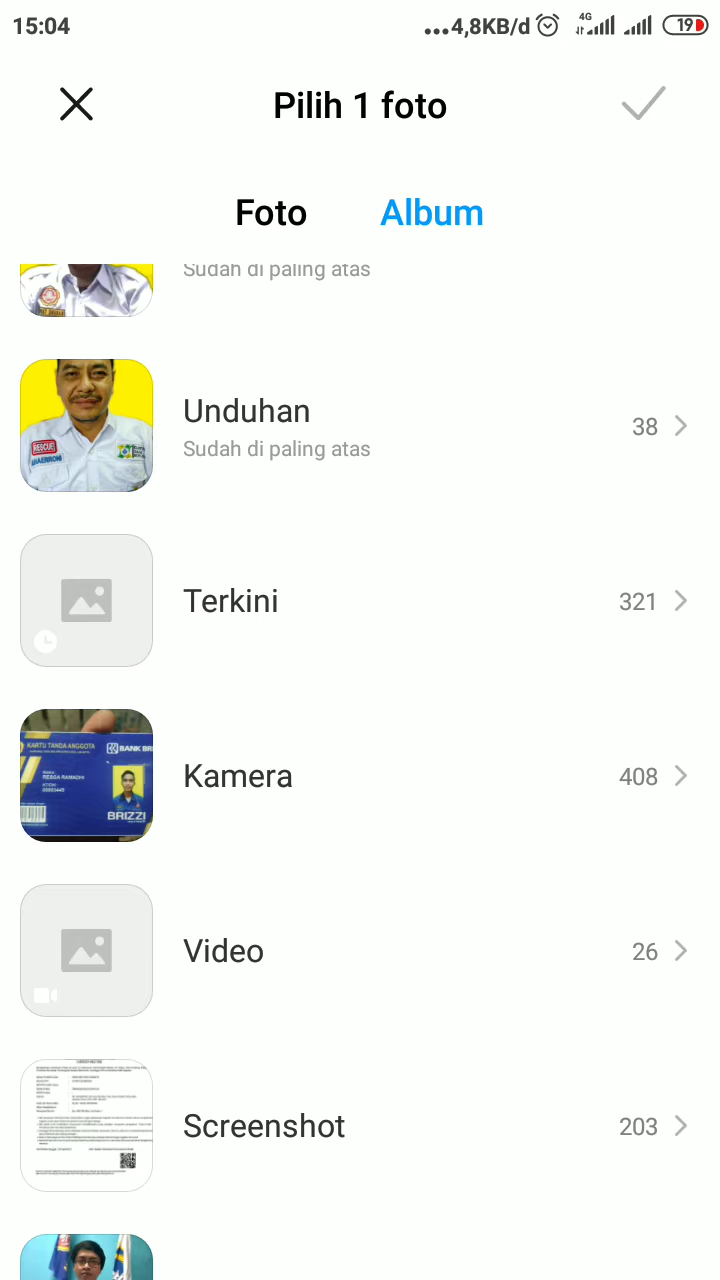 15:04
...4,8KB/d
4G
19
Pilih 1 foto
Foto
Album
Sudah di paling atas
Unduhan
38
Sudah di paling atas
RESCUE
Terkini
321
KARTU TANDA ANGGOTA
BANK BRI
BRIZZI
Kamera
408
Video
26
Screenshot
203